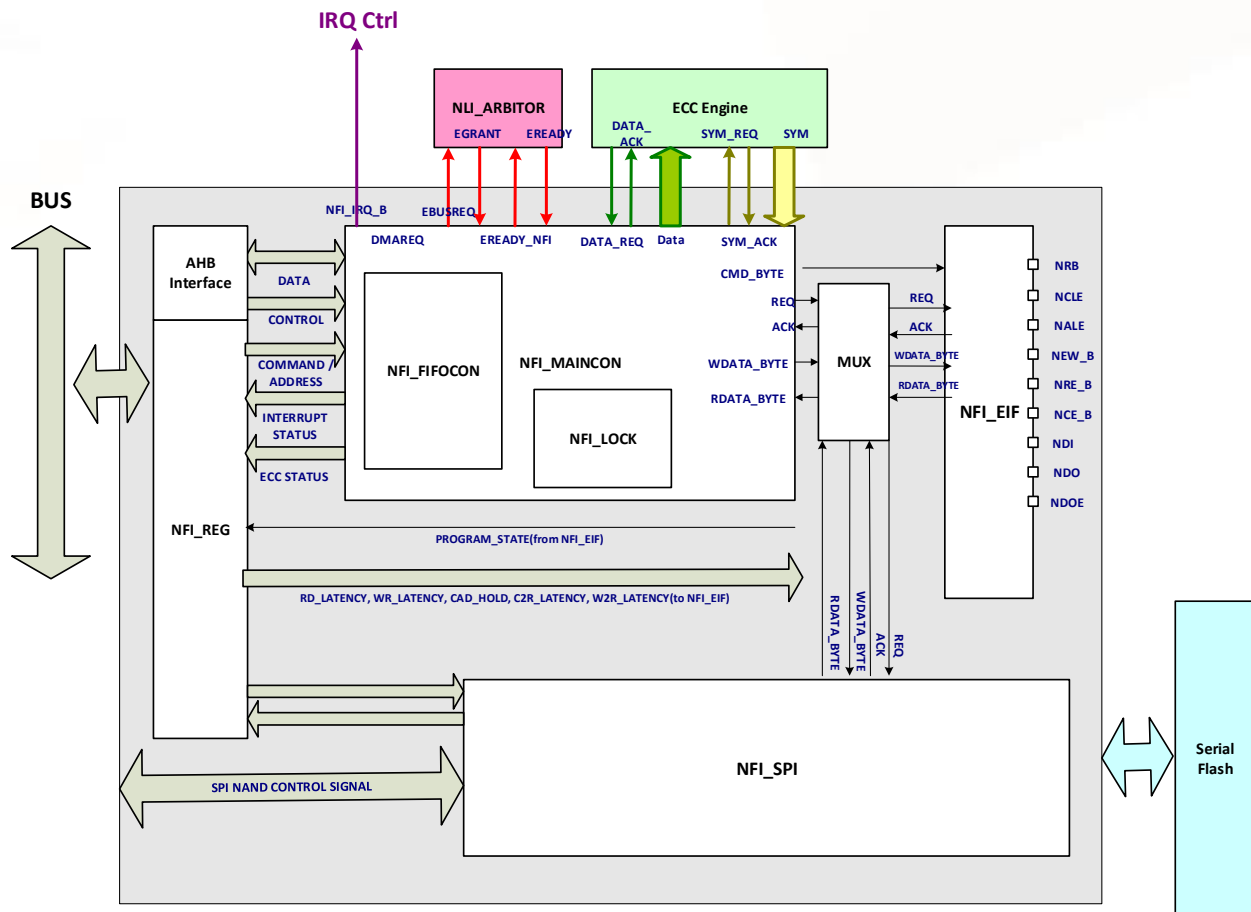 IRQ Ctrl
NLI_ARBITOR
EGRANT
EREADY
ECC Engine
DATA_
ACK
SYM_REQ
SYM
BUS
NFI_IRQ_B
EBUSREQ
DMAREQ
EREADY_NFI
DATA_REQ
Data
SYM_ACK
AHB
Interface
DATA
CONTROL
COMMAND /
ADDRESS
INTERRUPT
STATUS
ECC STATUS
NFI_REG
NFI_FIFOCON
NFI_MAINCON
NFI_LOCK
CMD_BYTE
REQ
ACK
WDATA_BYTE
RDATA_BYTE
MUX
REQ
ACK
WDATA_BYTE
RDATA_BYTE
NFI_EIF
NRB
NCLE
NALE
NEW_B
NRE_B
NCE_B
NDI
NDO
NDOE
PROGRAM_STATE(from NFI_EIF)
RD_LATENCY, WR_LATENCY, CAD_HOLD, C2R_LATENCY, W2R_LATENCY(to NFI_EIF)
RDATA_BYTE
WDATA_BYTE
ACK
REQ
NFI_SPI
SPI NAND CONTROL SIGNAL
Serial
Flash